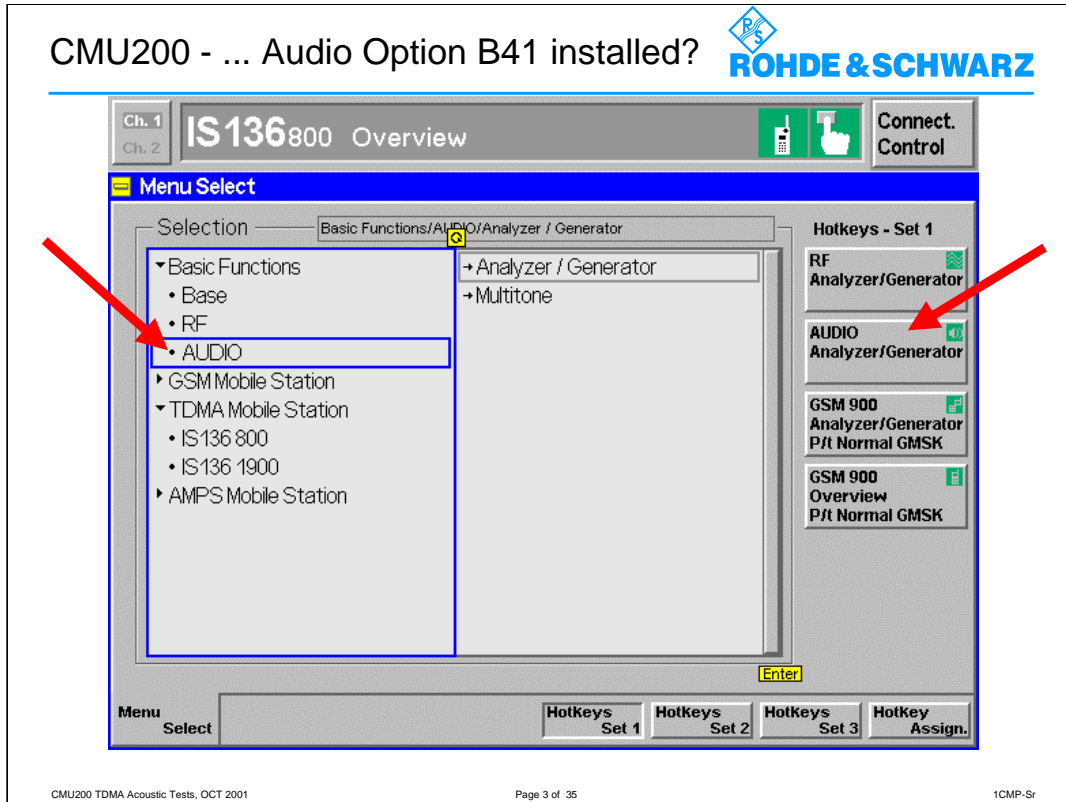 CMU200 - ... Audio Option B41 installed?
R S
ROHDE & SCHWARZ
Ch. 1
Ch. 2
IS136800 Overview
Connect.
Control
Menu Select
Selection
Basic Functions/AUDIO/Analyzer / Generator
Basic Functions
• Base
• RF
• AUDIO
GSM Mobile Station
TDMA Mobile Station
• IS136 800
• IS136 1900
AMPS Mobile Station
Analyzer / Generator
Multitone
Hotkeys - Set 1
RF
Analyzer/Generator
AUDIO
Analyzer/Generator
GSM 900
Analyzer/Generator
P/t Normal GMSK
GSM 900
Overview
P/t Normal GMSK
Enter
Menu
Select
Hotkeys
Set 1
Hotkeys
Set 2
Hotkeys
Set 3
Hotkey
Assign.
CMU200 TDMA Acoustic Tests, OCT 2001
Page 3 of 35
1CMP-Sr